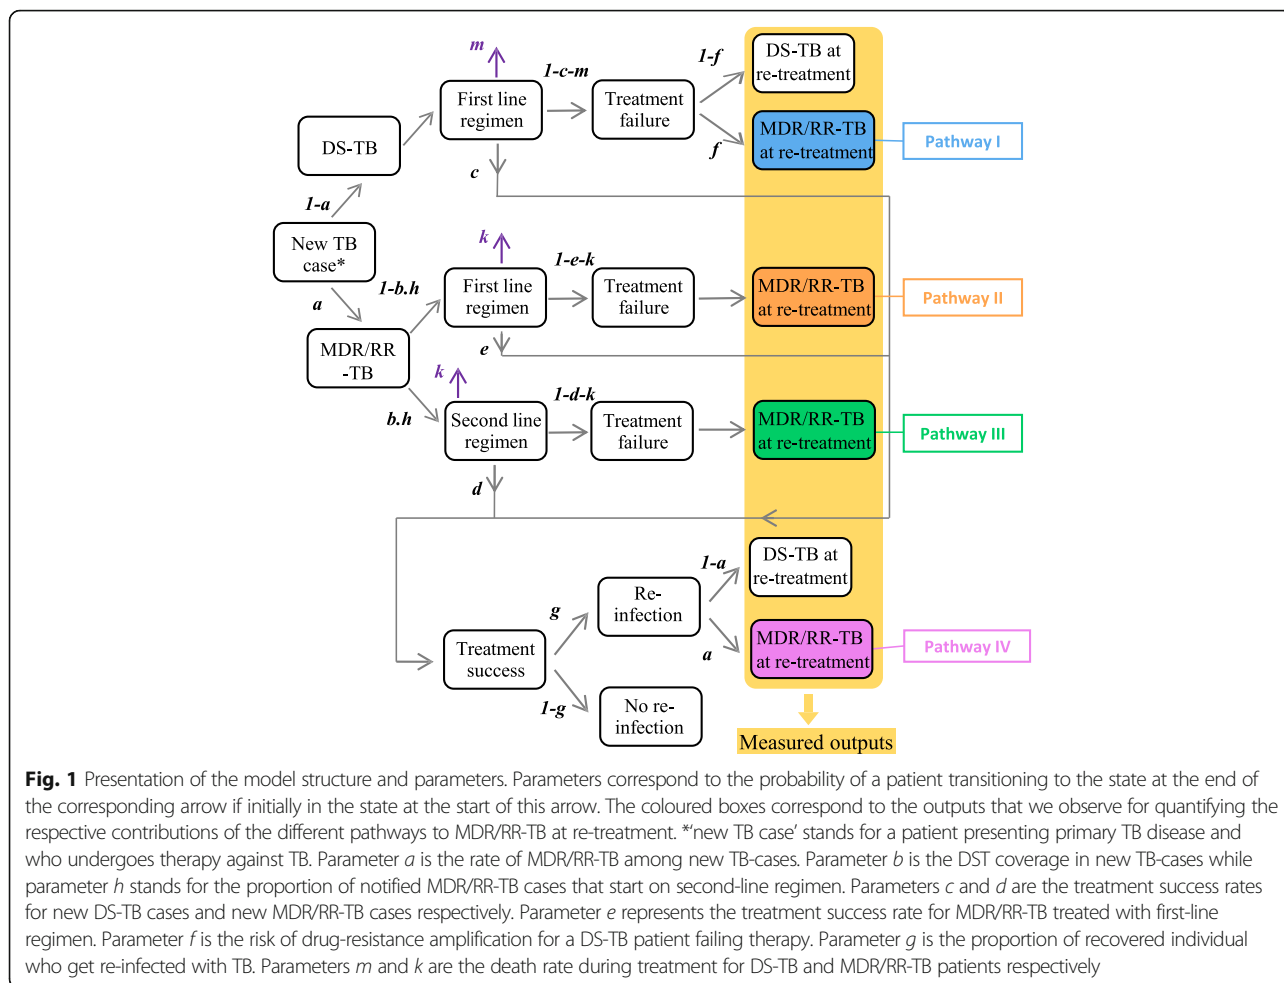 m
1-c-m
1-f
DS-TB at
re-treatment
First line
regimen
Treatment
failure
MDR/RR-TB
at re-treatment
Pathway I
DS-TB
f
c
1-a
New TB
case*
k
1-e-k
1-b.h
First line
regimen
Treatment
failure
MDR/RR-TB
at re-treatment
Pathway II
a
MDR/RR
-TB
e
k
1-d-k
b.h
Second line
regimen
Treatment
failure
MDR/RR-TB
at re-treatment
Pathway III
d
1-a
DS-TB at
re-treatment
g
Re-
infection
Treatment
success
a
MDR/RR-TB
at re-treatment
Pathway IV
1-g
No re-
infection
Measured outputs
Fig. 1 Presentation of the model structure and parameters. Parameters correspond to the probability of a patient transitioning to the state at the end of
the corresponding arrow if initially in the state at the start of this arrow. The coloured boxes correspond to the outputs that we observe for quantifying the
respective contributions of the different pathways to MDR/RR-TB at re-treatment. *‘new TB case’ stands for a patient presenting primary TB disease and
who undergoes therapy against TB. Parameter a is the rate of MDR/RR-TB among new TB-cases. Parameter b is the DST coverage in new TB-cases while
parameter h stands for the proportion of notified MDR/RR-TB cases that start on second-line regimen. Parameters c and d are the treatment success rates
for new DS-TB cases and new MDR/RR-TB cases respectively. Parameter e represents the treatment success rate for MDR/RR-TB treated with first-line
regimen. Parameter f is the risk of drug-resistance amplification for a DS-TB patient failing therapy. Parameter g is the proportion of recovered individual
who get re-infected with TB. Parameters m and k are the death rate during treatment for DS-TB and MDR/RR-TB patients respectively